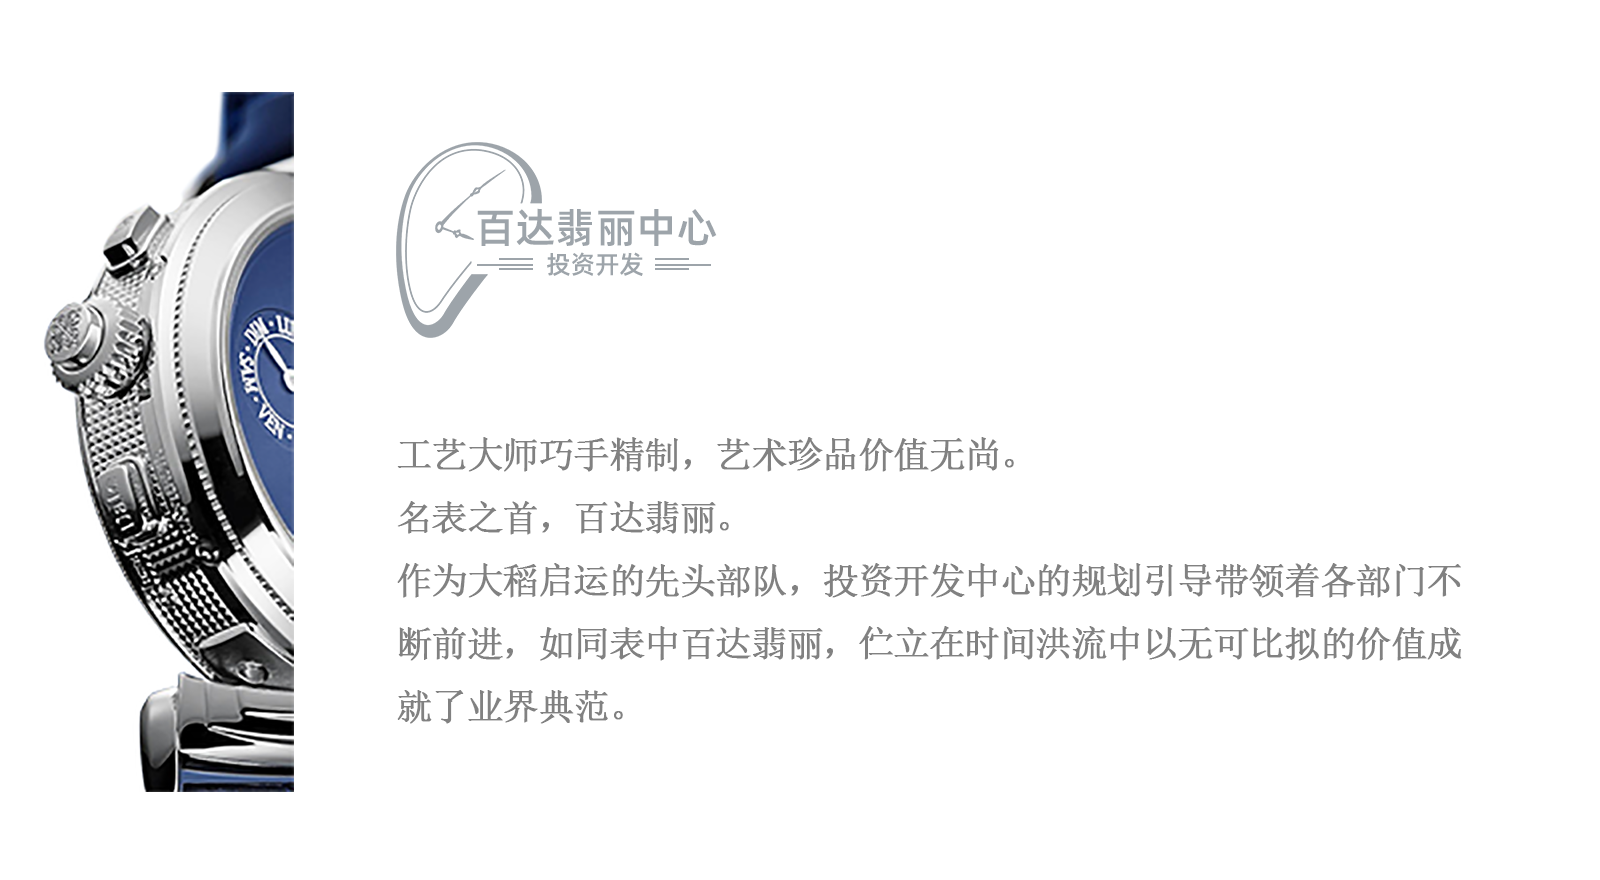 百达翡丽中心
投资开发
DIM · LU
SAM
VEN
工艺大师巧手精制，艺术珍品价值无尚。
名表之首，百达翡丽。
作为大稻启运的先头部队，投资开发中心的规划引导带领着各部门不
断前进，如同表中百达翡丽，伫立在时间洪流中以无可比拟的价值成
就了业界典范。